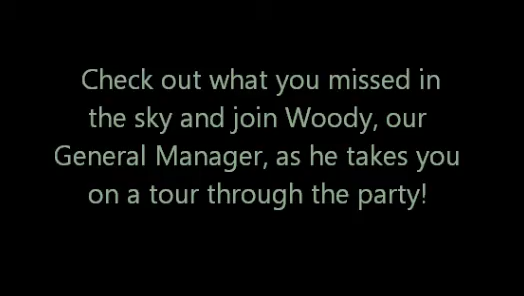 Check out what you missed in
the sky and join Woody, our
General Manager, as he takes you
on a tour through the party!